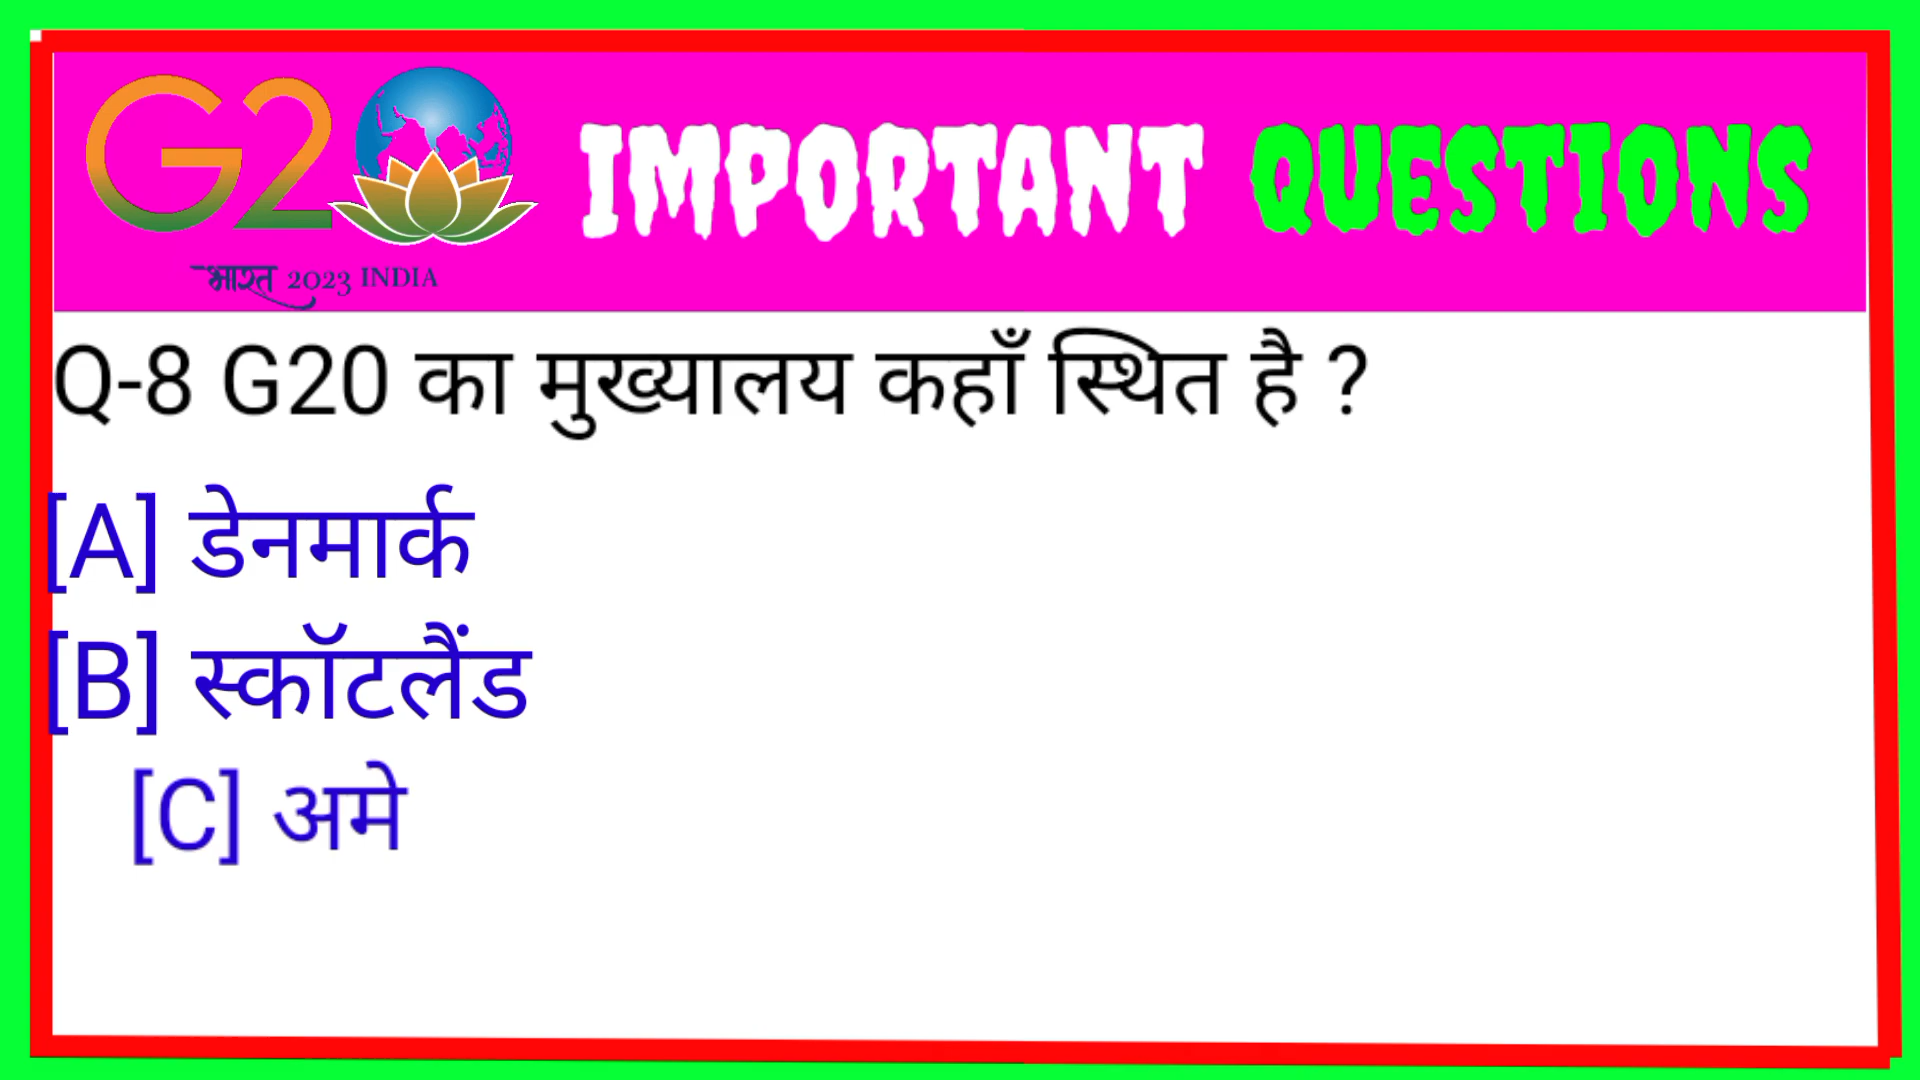 G20 IMPORTANT QUESTIONS
भारत 2023 INDIA
Q-8 G20 का मुख्यालय कहाँ स्थित है ?
[A] डेनमार्क
[B] स्कॉटलैंड
[C] अमे